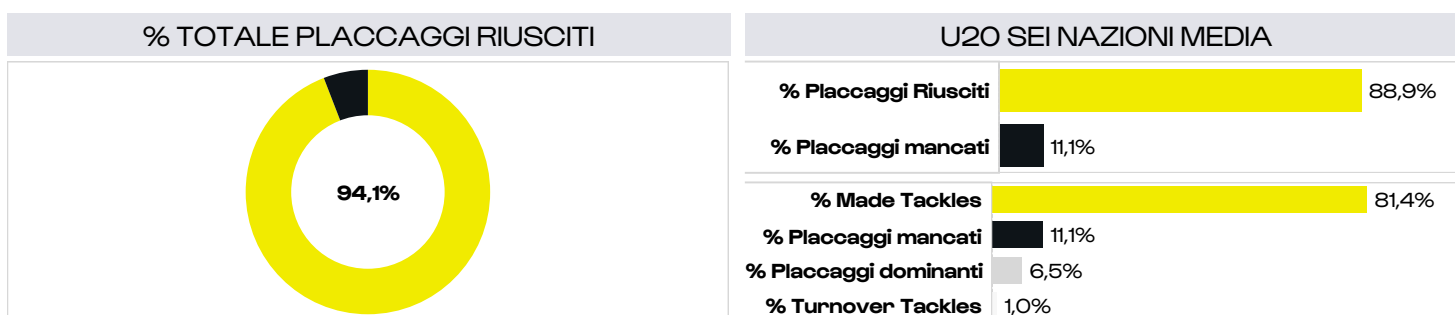 % TOTALE PLACCAGGI RIUSCITI
94,1%
U20 SEI NAZIONI MEDIA
% Placcaggi Riusciti 88,9%
% Placcaggi mancati 11,1%
% Made Tackles 81,4%
% Placcaggi mancati 11,1%
% Placcaggi dominanti 6,5%
% Turnover Tackles 1,0%